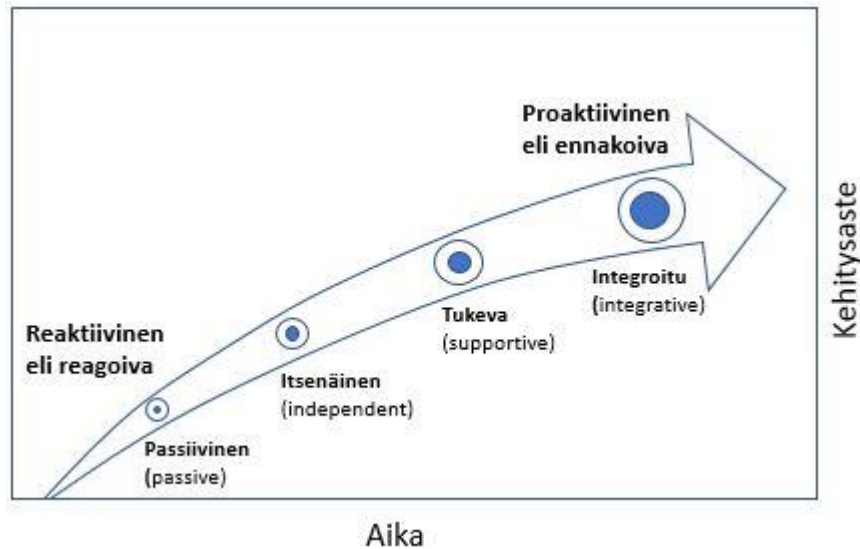 Proaktiivinen
eli ennakoiva
Kehitysaste
Integroitu
(integrative)
Tukeva
(supportive)
Reaktiivinen
eli reagoiva
Itsenäinen
(independent)
Passiivinen
(passive)
Aika